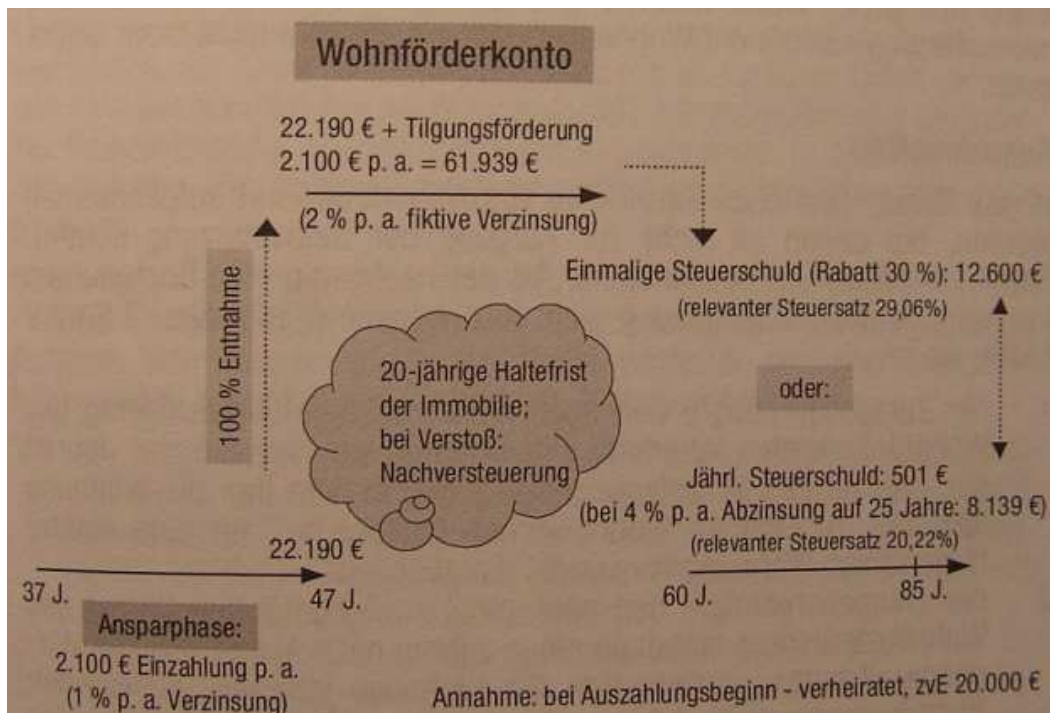 Wohnförderkonto
22.190 € + Tilgungsförderung
2.100 € p. a. = 61.939 €
(2 % p. a. fiktive Verzinsung)
100 % Entnahme
Einmalige Steuerschuld (Rabatt 30 %): 12.600 €
(relevanter Steuersatz 29,06%)
20-jährige Haltefrist
der Immobilie;
bei Verstoß:
Nachversteuerung
oder:
Jährl. Steuerschuld: 501 €
(bei 4 % p. a. Abzinsung auf 25 Jahre: 8.139 €)
(relevanter Steuersatz 20,22%)
22.190 €
37 J.
47 J.
60 J.
85 J.
Ansparphase:
2.100 € Einzahlung p. a.
(1 % p. a. Verzinsung)
Annahme: bei Auszahlungsbeginn - verheiratet, zvE 20.000 €